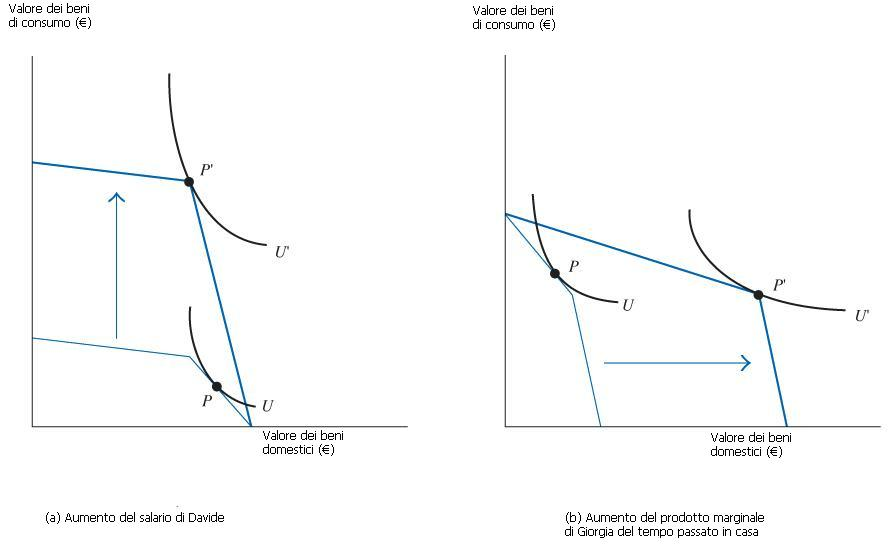 Valore dei beni
di consumo (€)
P'
U'
P
U
Valore dei beni
domestici (€)
(a) Aumento del salario di Davide
Valore dei beni
di consumo (€)
P
U
P'
U'
Valore dei beni
domestici (€)
(b) Aumento del prodotto marginale
di Giorgia del tempo passato in casa